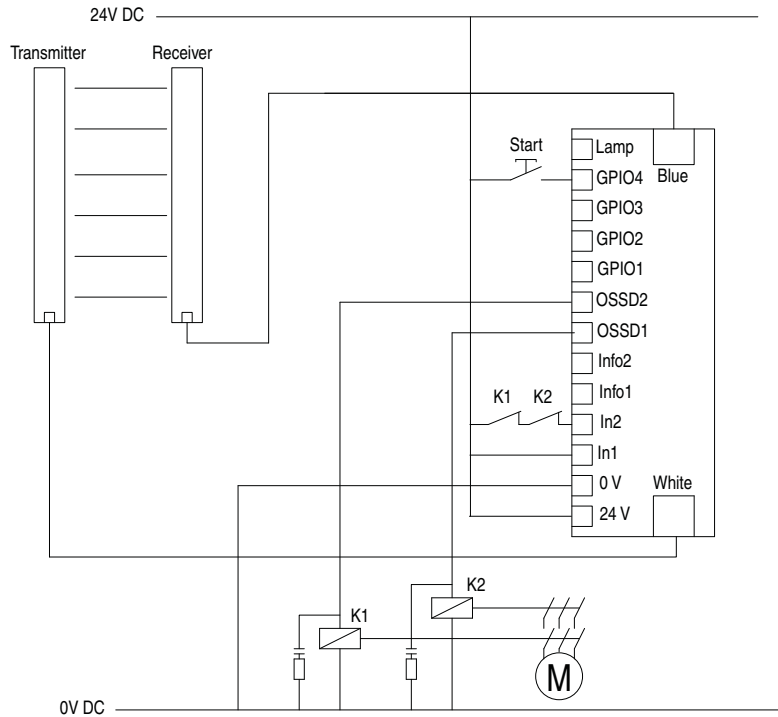 24V DC
Transmitter
Receiver
Start
Lamp
GPIO4
Blue
GPIO3
GPIO2
GPIO1
OSSD2
OSSD1
Info2
Info1
K1
K2
In2
In1
0 V
White
24 V
K2
K1
M
0V DC